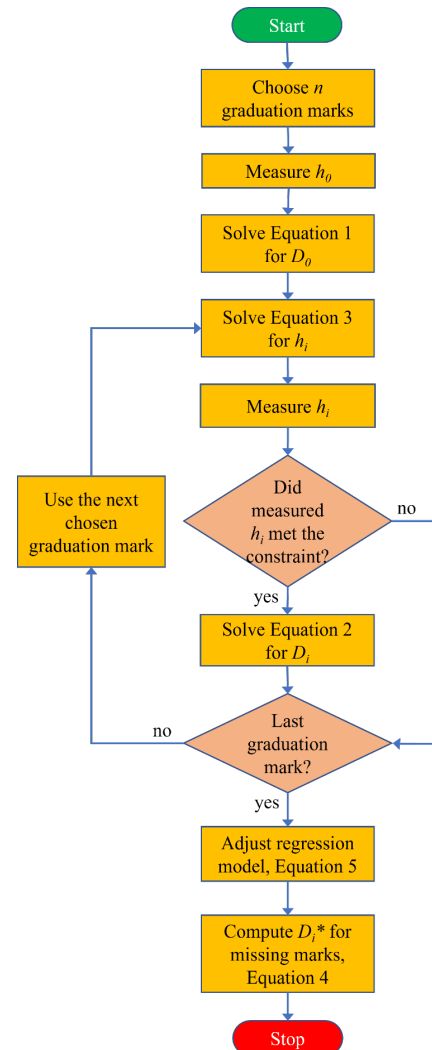 Start
Choose n
graduation marks
Measure h₀
Solve Equation 1
for D₀
Solve Equation 3
for hᵢ
Measure hᵢ
Use the next
chosen
graduation mark
Did
measured
hᵢ met the
constraint?
no
yes
Solve Equation 2
for Dᵢ
Last
graduation
mark?
no
yes
Adjust regression
model, Equation 5
Compute Dᵢ* for
missing marks,
Equation 4
Stop